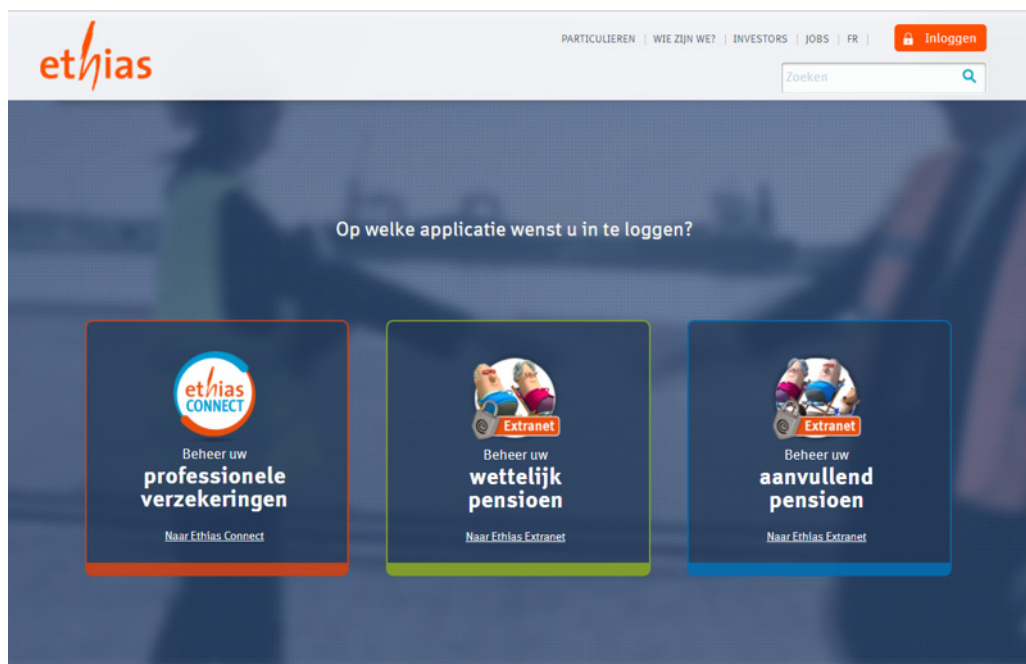 ethias
PARTICULIEREN | WIE ZIJN WE? | INVESTORS | JOBS | FR |
Inloggen
Zoeken
Op welke applicatie wenst u in te loggen?
ethias
CONNECT
Beheer uw
professionele
verzekeringen
Naar Ethias Connect
@ Extranet
Beheer uw
wettelijk
pensioen
Naar Ethias Extranet
@ Extranet
Beheer uw
aanvullend
pensioen
Naar Ethias Extranet